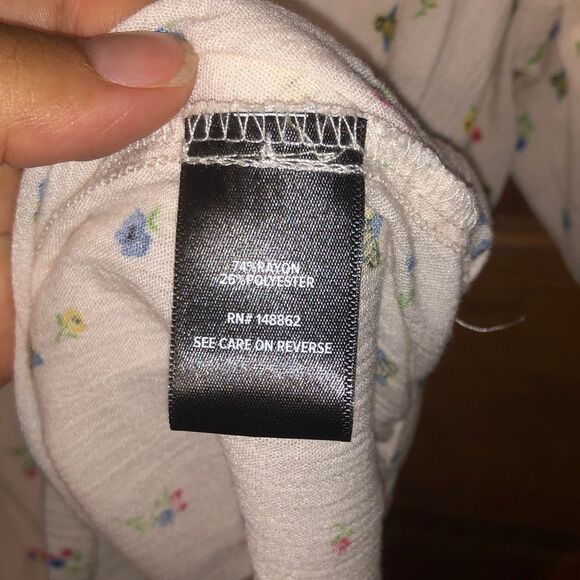 74%RAYON
26%POLYESTER
RN# 148862
SEE CARE ON REVERSE